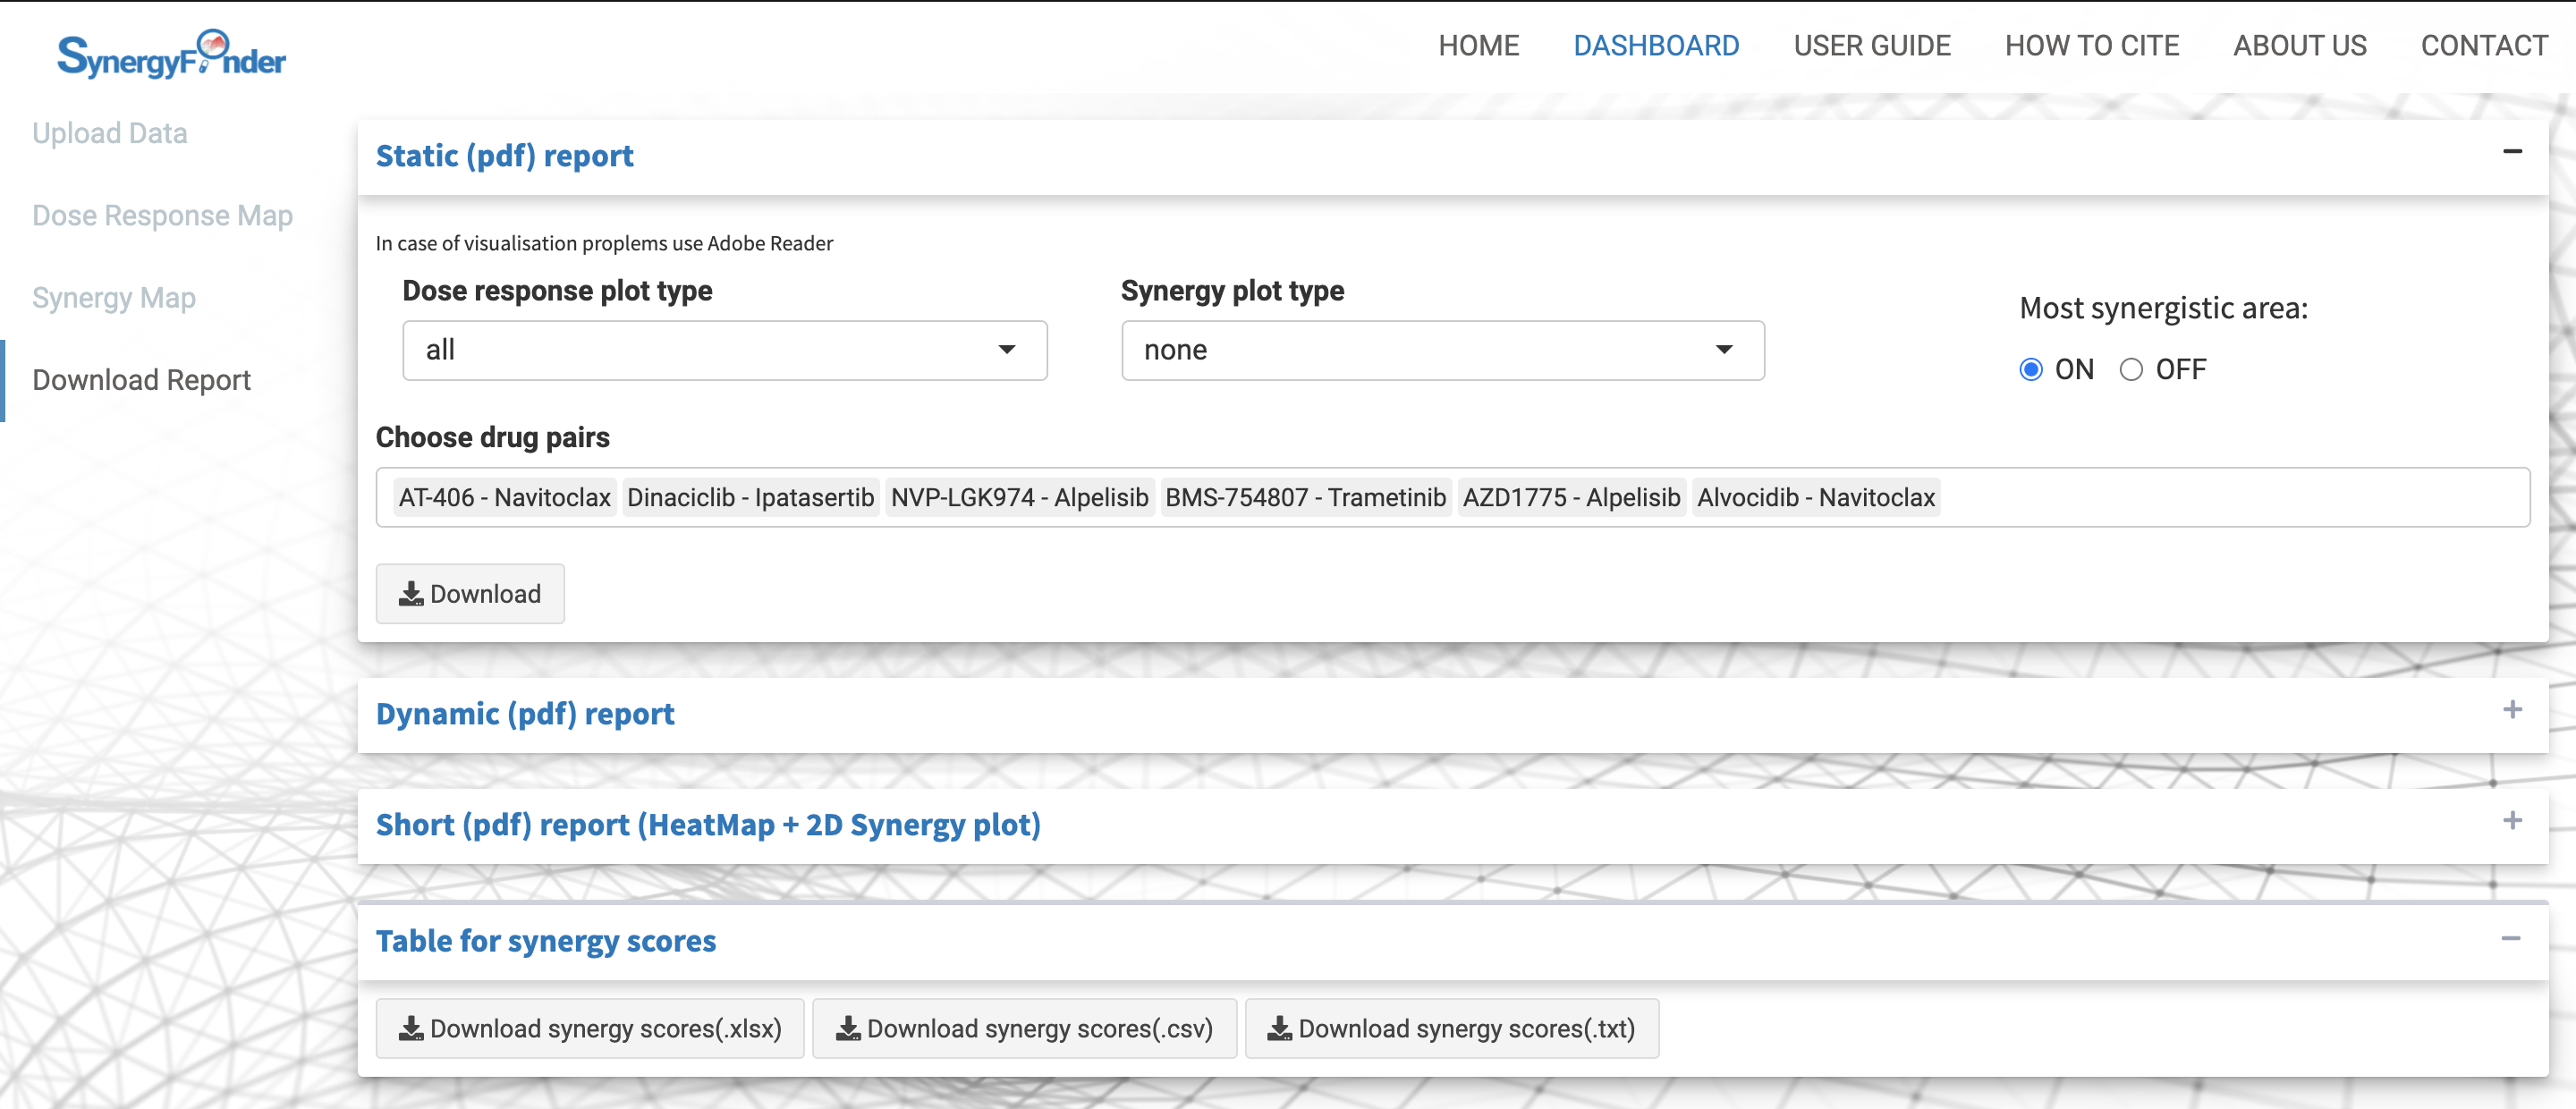 SynergyFinder
HOME DASHBOARD USER GUIDE HOW TO CITE ABOUT US CONTACT
Upload Data
Dose Response Map
Synergy Map
Download Report
Static (pdf) report
In case of visualisation proplems use Adobe Reader
Dose response plot type
all
Synergy plot type
none
Most synergistic area:
ON OFF
Choose drug pairs
AT-406 - Navitoclax Dinaciclib - Ipatasertib NVP-LGK974 - Alpelisib BMS-754807 - Trametinib AZD1775 - Alpelisib Alvocidib - Navitoclax
Download
Dynamic (pdf) report
Short (pdf) report (HeatMap + 2D Synergy plot)
Table for synergy scores
Download synergy scores(.xlsx) Download synergy scores(.csv) Download synergy scores(.txt)